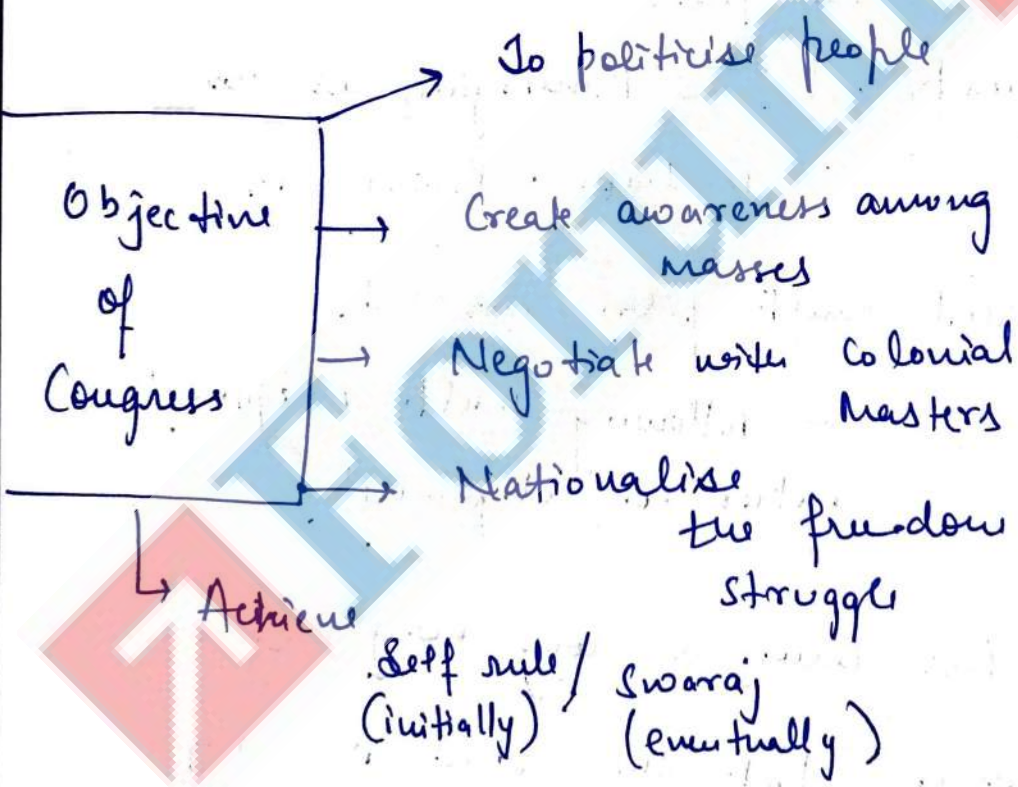 To politicise people
Objective
of
Congress
Create awareness among
masses
Negotiate with Colonial
Masters
Nationalise
the freedom
struggle
Achieve
Self rule / Swaraj
(initially) (eventually)
Forum